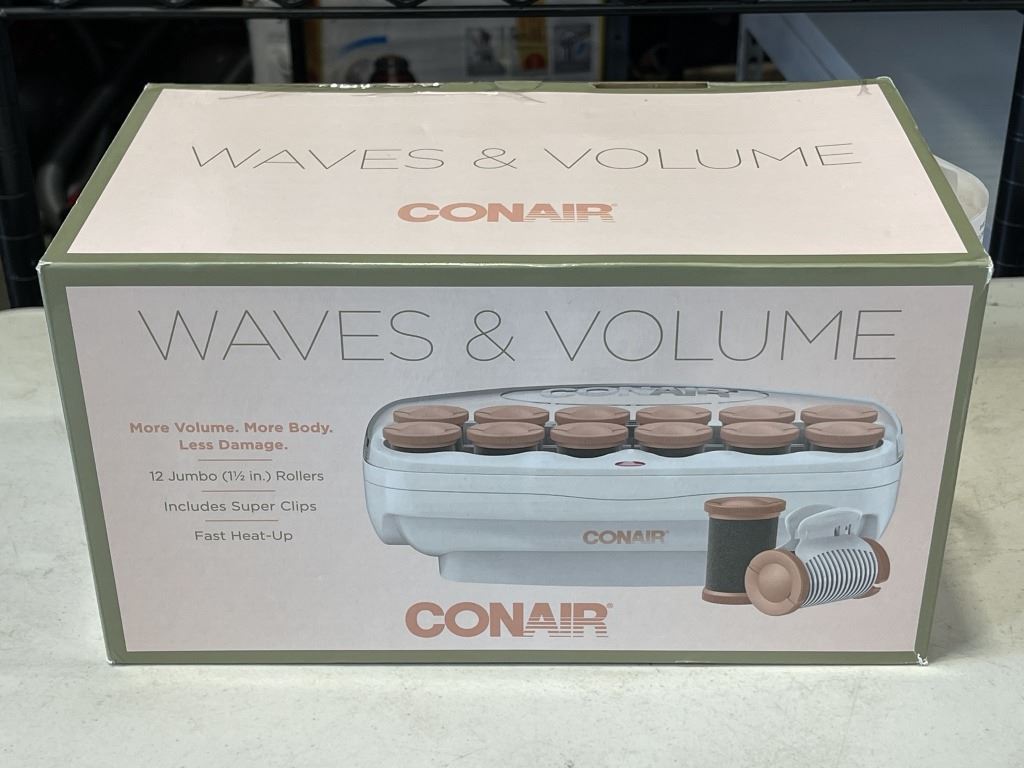 WAVES & VOLUME
CONAIR®
WAVES & VOLUME
CONAIR
More Volume. More Body.
Less Damage.
12 Jumbo (1½ in.) Rollers
Includes Super Clips
Fast Heat-Up
CONAIR®
CONAIR®